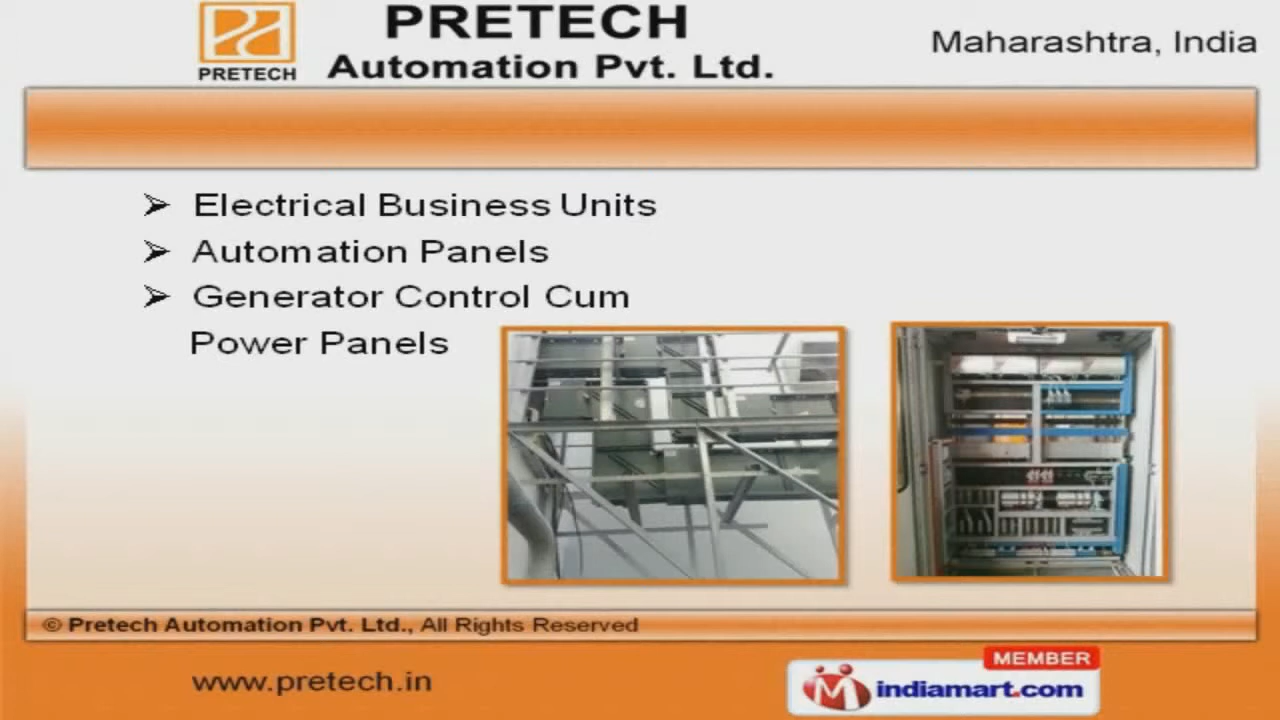 PRETECH
Automation Pvt. Ltd.
PRETECH
Maharashtra, India
➢ Electrical Business Units
➢ Automation Panels
➢ Generator Control Cum
Power Panels
© Pretech Automation Pvt. Ltd., All Rights Reserved
www.pretech.in
MEMBER
indiamart.com